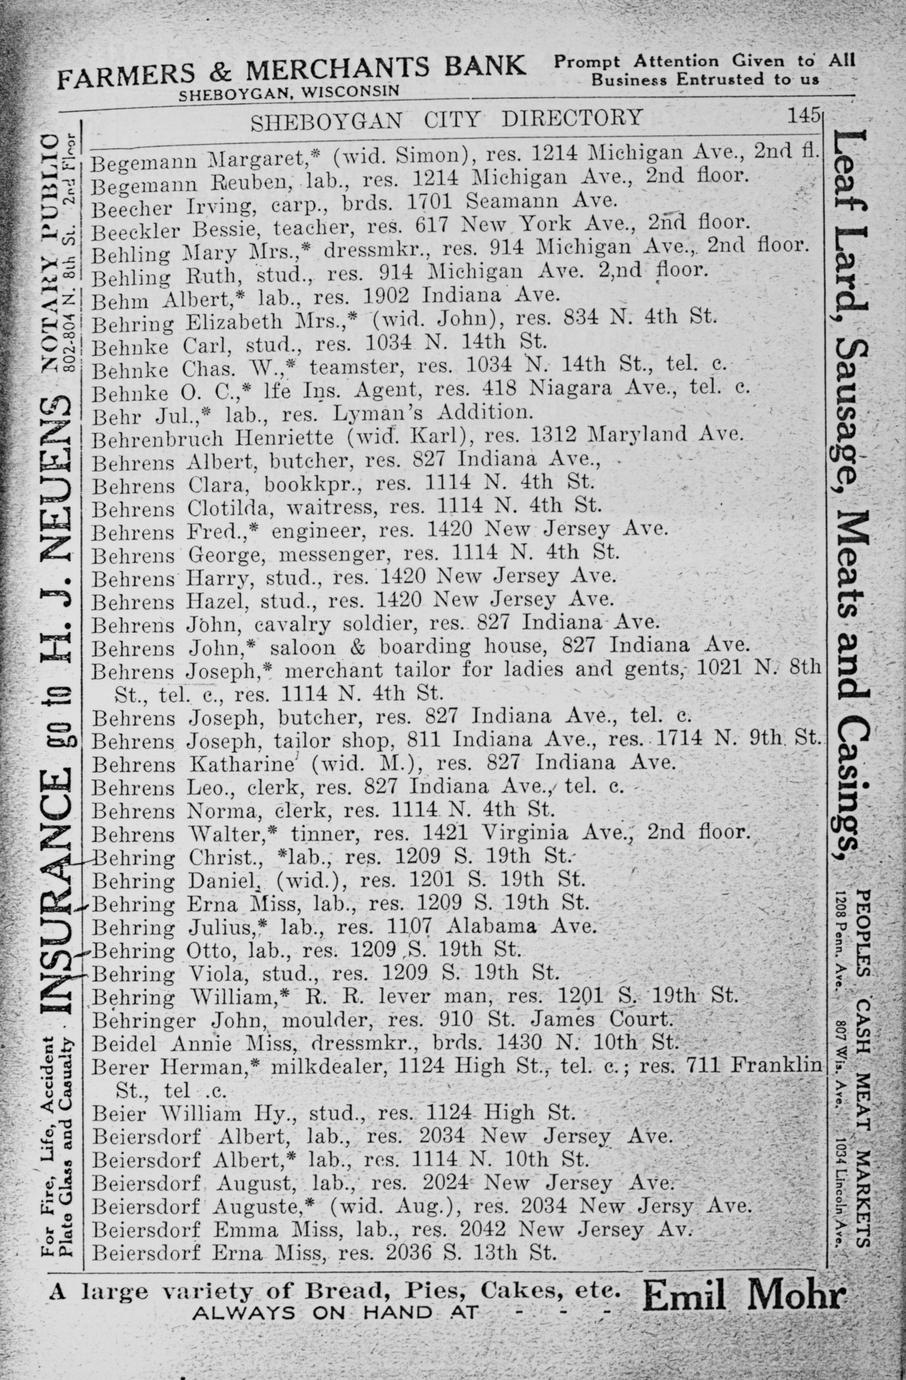 FARMERS & MERCHANTS BANK
SHEBOYGAN, WISCONSIN
Prompt Attention Given to All
Business Entrusted to us
SHEBOYGAN CITY DIRECTORY 145
Begemann Margaret,* (wid. Simon), res. 1214 Michigan Ave., 2nd fl.
Begemann Reuben, lab., res. 1214 Michigan Ave., 2nd floor.
Beecher Irving, carp., brds. 1701 Seamann Ave.
Beeckler Bessie, teacher, res. 617 New York Ave., 2nd floor.
Behling Mary Mrs.,* dressmkr., res. 914 Michigan Ave., 2nd floor.
Behling Ruth, stud., res. 914 Michigan Ave. 2,nd floor.
Behm Albert,* lab., res. 1902 Indiana Ave.
Behring Elizabeth Mrs.,* (wid. John), res. 834 N. 4th St.
Behnke Carl, stud., res. 1034 N. 14th St.
Behnke Chas. W.,* teamster, res. 1034 N. 14th St., tel. c.
Behnke O. C.,* lfe Ins. Agent, res. 418 Niagara Ave., tel. c.
Behr Jul.,* lab., res. Lyman's Addition.
Behrenbruch Henriette (wid. Karl), res. 1312 Maryland Ave.
Behrens Albert, butcher, res. 827 Indiana Ave.,
Behrens Clara, bookkpr., res. 1114 N. 4th St.
Behrens Clotilda, waitress, res. 1114 N. 4th St.
Behrens Fred.,* engineer, res. 1420 New Jersey Ave.
Behrens George, messenger, res. 1114 N. 4th St.
Behrens Harry, stud., res. 1420 New Jersey Ave.
Behrens Hazel, stud., res. 1420 New Jersey Ave.
Behrens John, cavalry soldier, res. 827 Indiana Ave.
Behrens John,* saloon & boarding house, 827 Indiana Ave.
Behrens Joseph,* merchant tailor for ladies and gents, 1021 N. 8th
St., tel. c., res. 1114 N. 4th St.
Behrens Joseph, butcher, res. 827 Indiana Ave., tel. c.
Behrens Joseph, tailor shop, 811 Indiana Ave., res. 1714 N. 9th St.
Behrens Katharine (wid. M.), res. 827 Indiana Ave.
Behrens Leo., clerk, res. 827 Indiana Ave., tel. c.
Behrens Norma, clerk, res. 1114 N. 4th St.
Behrens Walter,* tinner, res. 1421 Virginia Ave., 2nd floor.
Behring Christ., *lab., res. 1209 S. 19th St.
Behring Daniel, (wid.), res. 1201 S. 19th St.
Behring Erna Miss, lab., res. 1209 S. 19th St.
Behring Julius,* lab., res. 1107 Alabama Ave.
Behring Otto, lab., res. 1209 S. 19th St.
Behring Viola, stud., res. 1209 S. 19th St.
Behring William,* R. R. lever man, res. 1201 S. 19th St.
Behringer John, moulder, res. 910 St. James Court.
Beidel Annie Miss, dressmkr., brds. 1430 N. 10th St.
Berer Herman,* milkdealer, 1124 High St., tel. c.; res. 711 Franklin
St., tel .c.
Beier William Hy., stud., res. 1124 High St.
Beiersdorf Albert, lab., res. 2034 New Jersey Ave.
Beiersdorf Albert,* lab., res. 1114 N. 10th St.
Beiersdorf August, lab., res. 2024 New Jersey Ave.
Beiersdorf Auguste,* (wid. Aug.), res. 2034 New Jersy Ave.
Beiersdorf Emma Miss, lab., res. 2042 New Jersey Av.
Beiersdorf Erna Miss, res. 2036 S. 13th St.
For Fire, Life, Accident
Plate Glass and Casualty
INSURANCE go to H. J. NEUENS
NOTARY PUBLIC
802-804 N. 8th St. 2nd Floor
Leaf Lard, Sausage, Meats and Casings,
PEOPLES CASH MEAT MARKETS
1208 Penn. Ave. 807 Wis. Ave. 1034 Lincoln Ave.
A large variety of Bread, Pies, Cakes, etc.
ALWAYS ON HAND AT - - -
Emil Mohr